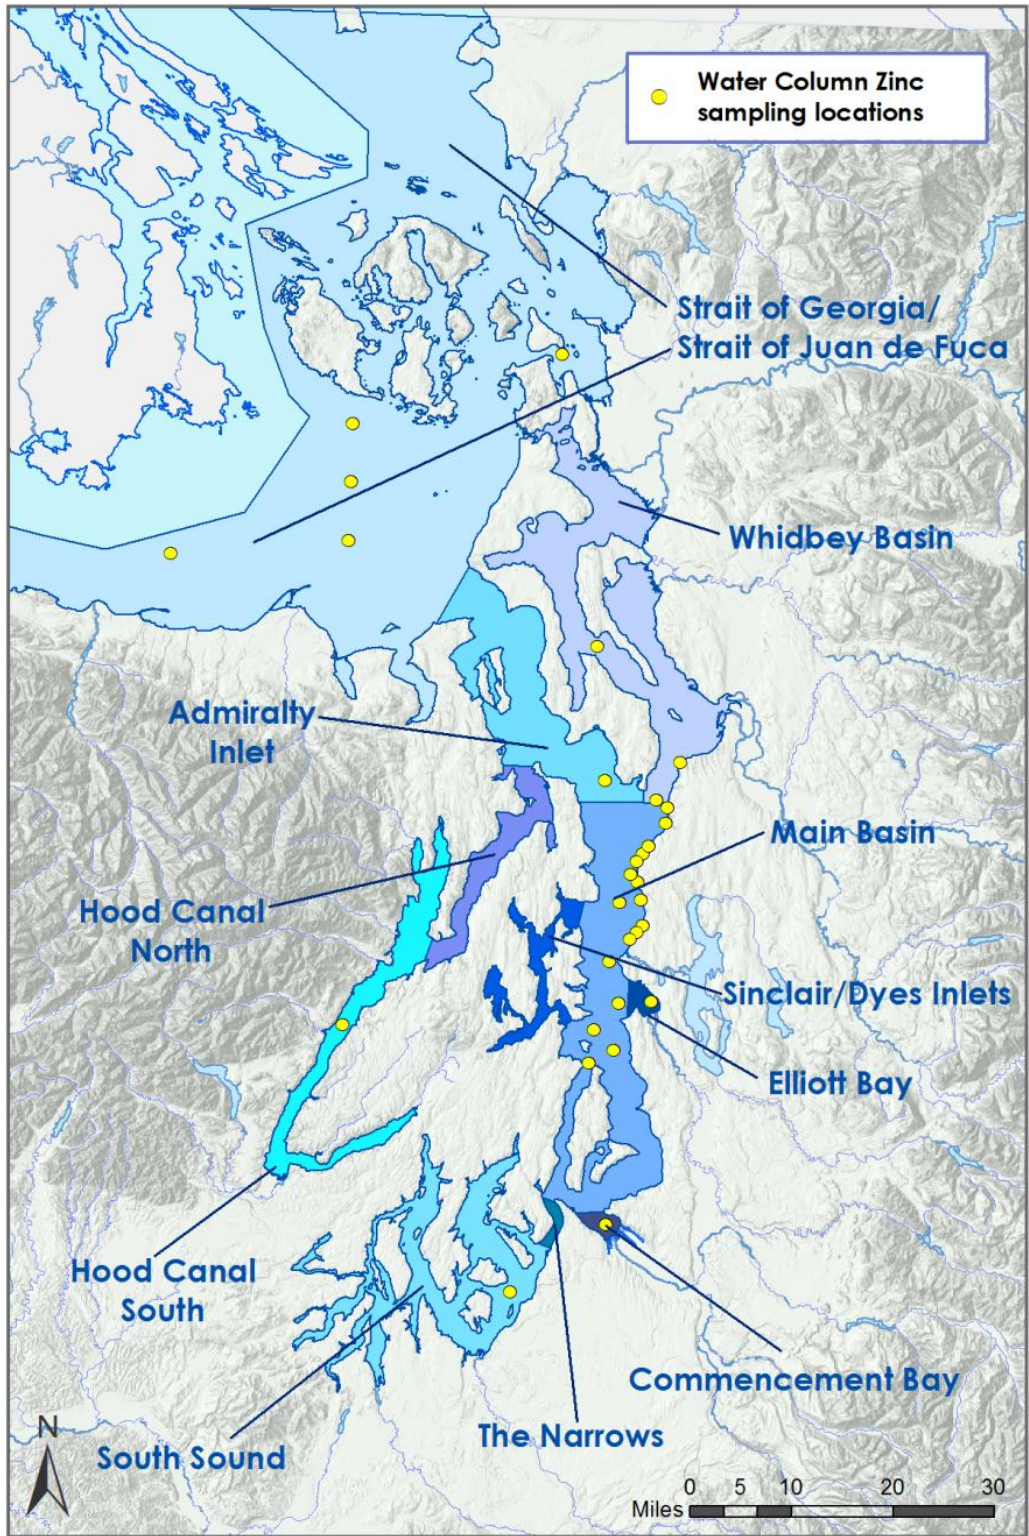 Water Column Zinc
sampling locations
Strait of Georgia/
Strait of Juan de Fuca
Whidbey Basin
Admiralty
Inlet
Main Basin
Hood Canal
North
Sinclair/Dyes Inlets
Elliott Bay
Hood Canal
South
Commencement Bay
The Narrows
South Sound
N
0 5 10 20 30
Miles